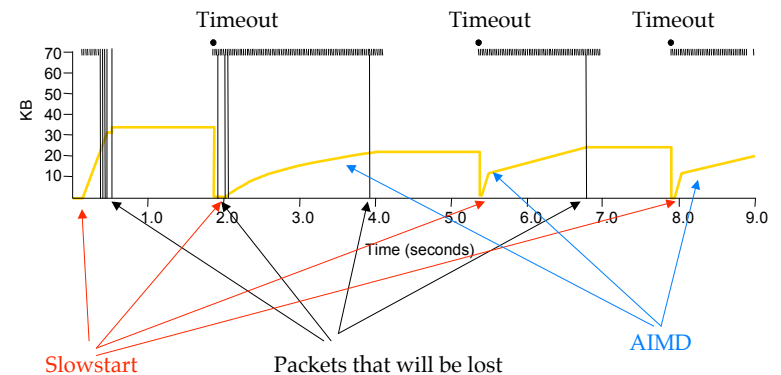 Timeout Timeout Timeout
70
60
50
40
30
20
10
KB
1.0 2.0 3.0 4.0 5.0 6.0 7.0 8.0 9.0
Time (seconds)
AIMD
Slowstart Packets that will be lost